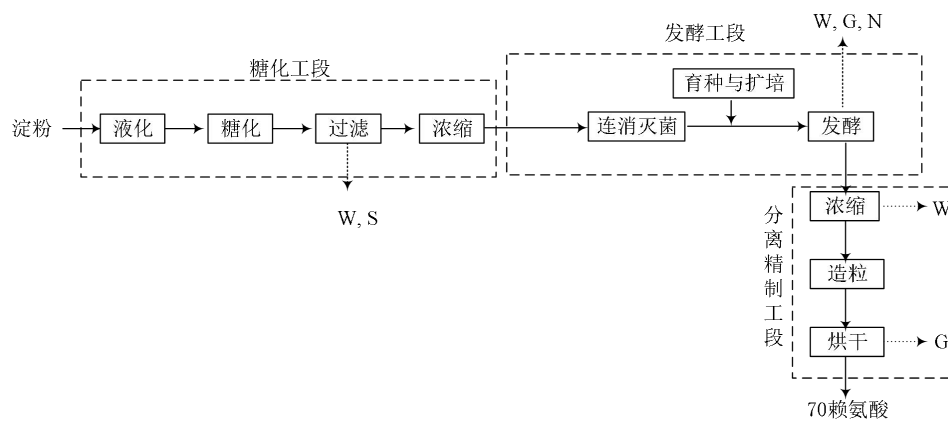 糖化工段
淀粉
液化
糖化
过滤
浓缩
W, S
发酵工段
W, G, N
育种与扩培
连消灭菌
发酵
分离精制工段
浓缩
W
造粒
烘干
G
70赖氨酸